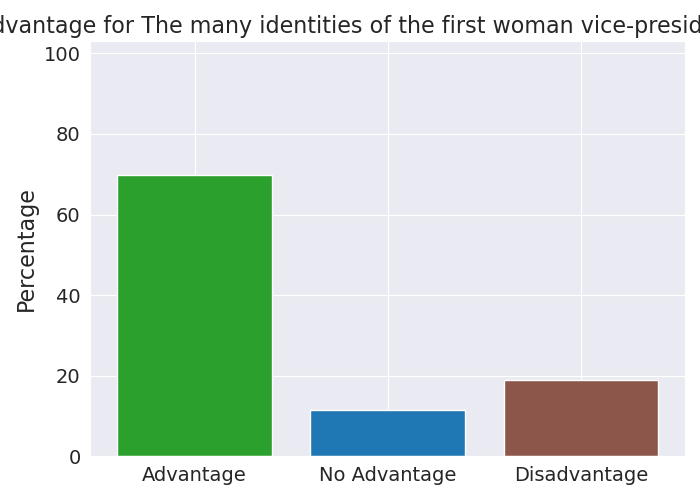 dvantage for The many identities of the first woman vice-presid
100
80
60
40
20
0
Percentage
Advantage No Advantage Disadvantage